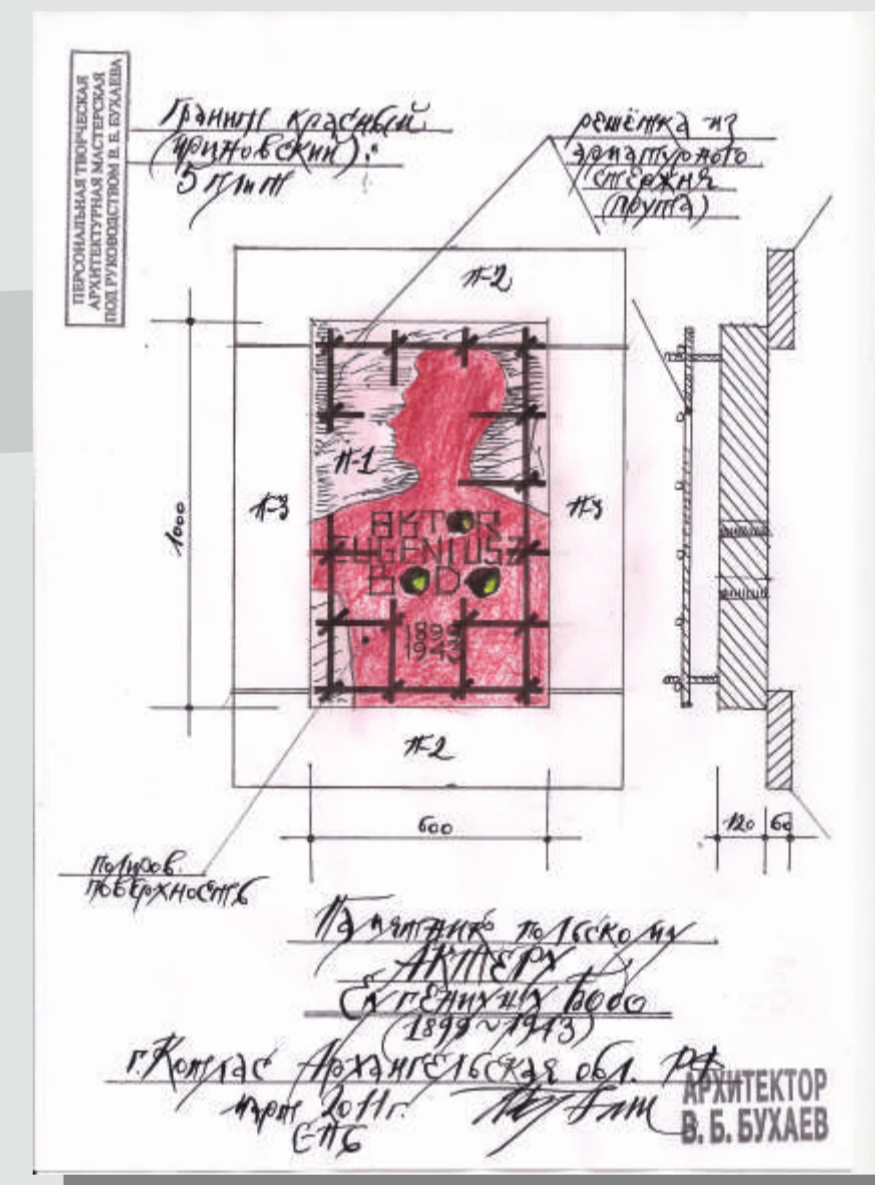 ПЕРСОНАЛЬНАЯ ТВОРЧЕСКАЯ
АРХИТЕКТУРНАЯ МАСТЕРСКАЯ
ПОД РУКОВОДСТВОМ В. Б. БУХАЕВА
Гранит красный
5 плит
решётка из
арматурного
стержня
(прута)
П-2
П-1
П-3
П-3
1000
AKTOR
EUGENIUSZ
BODO
1899
1943
П-2
600
120
60
полиров.
поверхность
Памятник польскому
АКТЕРУ
Евгениушу Бодо
(1899~1943)
г. Котлас Архангельская обл. РФ
март 2011г.
СПб
АРХИТЕКТОР
В. Б. БУХАЕВ